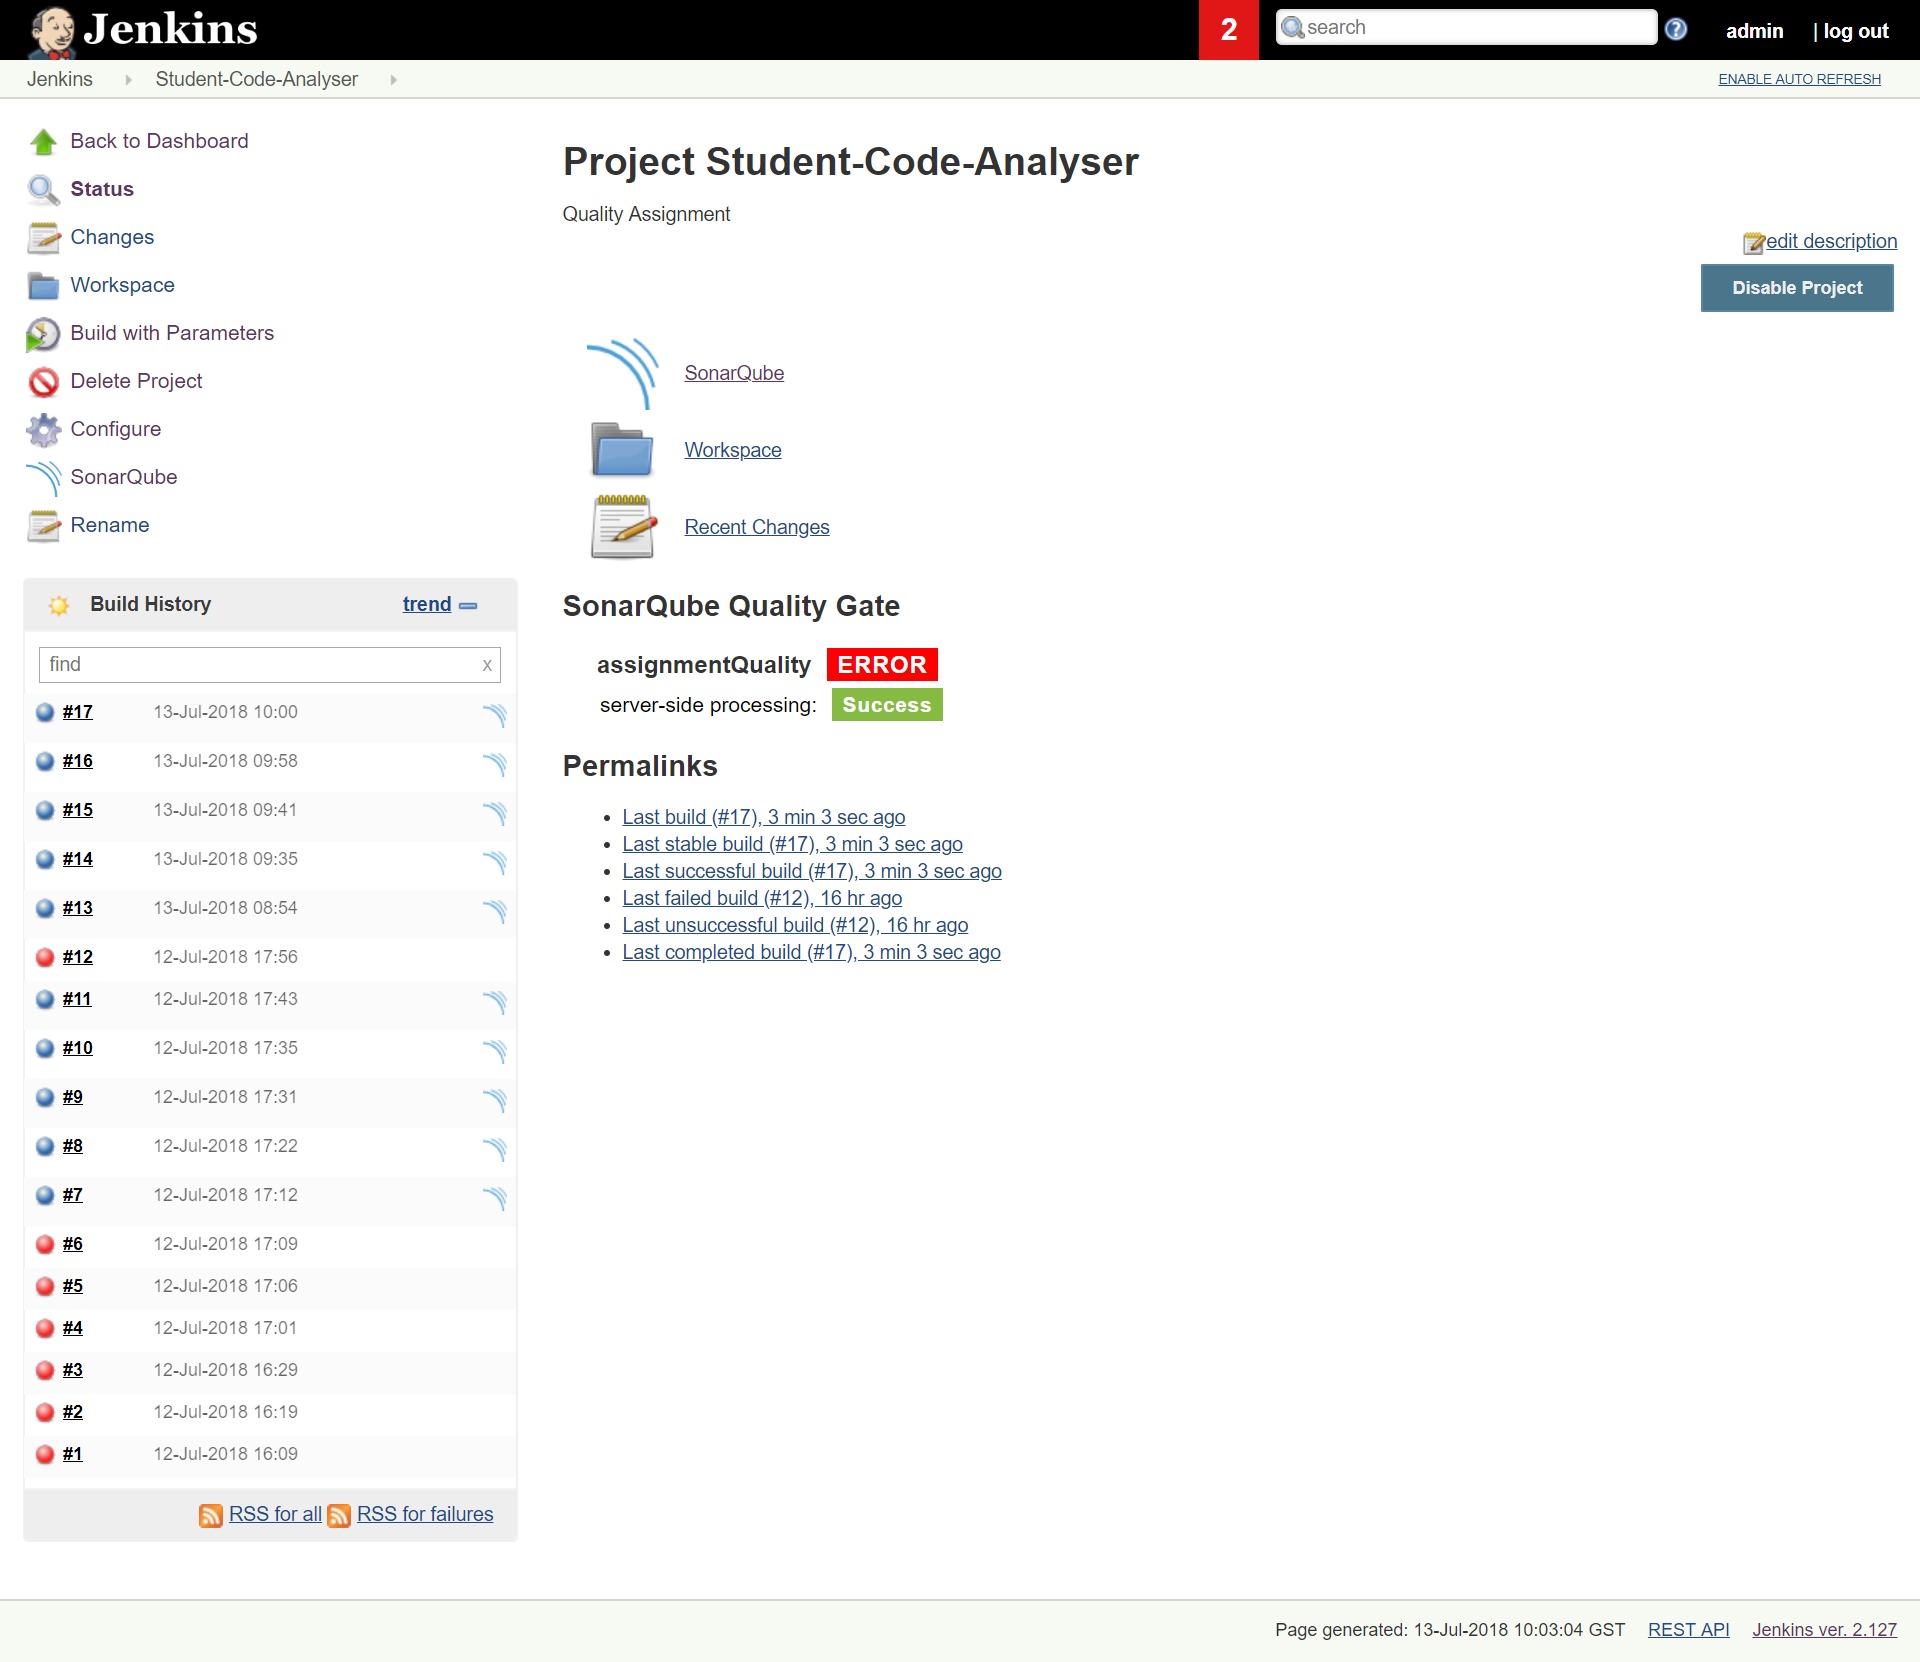 Jenkins
2
search
admin
| log out
Jenkins
Student-Code-Analyser
ENABLE AUTO REFRESH
Back to Dashboard
Status
Changes
Workspace
Build with Parameters
Delete Project
Configure
SonarQube
Rename
Build History
trend
find
x
#17 13-Jul-2018 10:00
#16 13-Jul-2018 09:58
#15 13-Jul-2018 09:41
#14 13-Jul-2018 09:35
#13 13-Jul-2018 08:54
#12 12-Jul-2018 17:56
#11 12-Jul-2018 17:43
#10 12-Jul-2018 17:35
#9 12-Jul-2018 17:31
#8 12-Jul-2018 17:22
#7 12-Jul-2018 17:12
#6 12-Jul-2018 17:09
#5 12-Jul-2018 17:06
#4 12-Jul-2018 17:01
#3 12-Jul-2018 16:29
#2 12-Jul-2018 16:19
#1 12-Jul-2018 16:09
RSS for all RSS for failures
Project Student-Code-Analyser
Quality Assignment
edit description
Disable Project
SonarQube
Workspace
Recent Changes
SonarQube Quality Gate
assignmentQuality ERROR
server-side processing: Success
Permalinks
Last build (#17), 3 min 3 sec ago
Last stable build (#17), 3 min 3 sec ago
Last successful build (#17), 3 min 3 sec ago
Last failed build (#12), 16 hr ago
Last unsuccessful build (#12), 16 hr ago
Last completed build (#17), 3 min 3 sec ago
Page generated: 13-Jul-2018 10:03:04 GST REST API Jenkins ver. 2.127